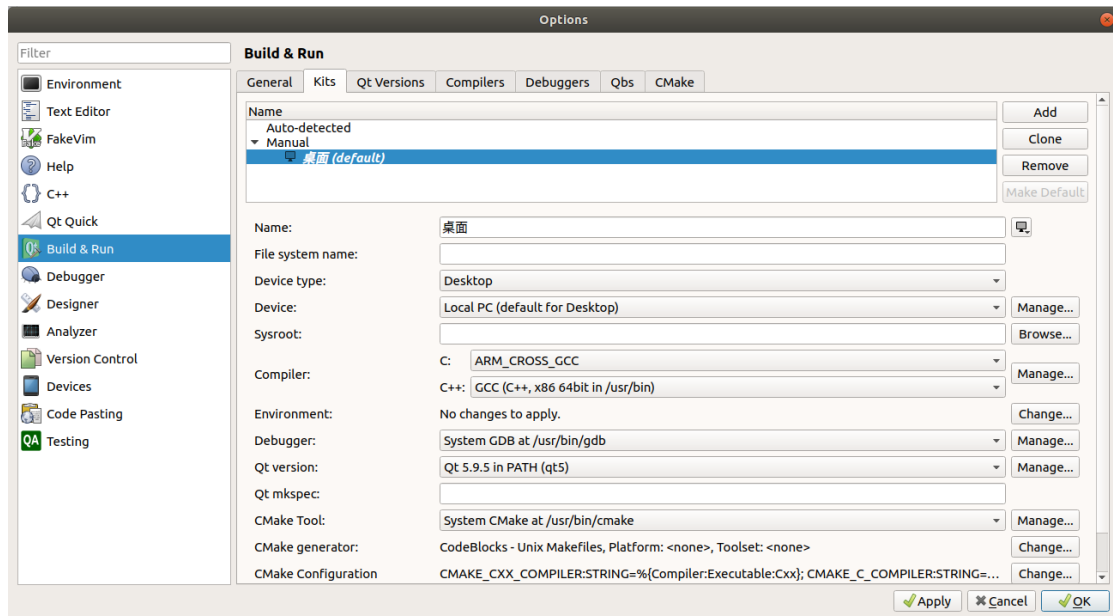 Options
Filter
Build & Run
Environment
Text Editor
FakeVim
Help
C++
Qt Quick
Build & Run
Debugger
Designer
Analyzer
Version Control
Devices
Code Pasting
Testing
General Kits Qt Versions Compilers Debuggers Qbs CMake
Name
Auto-detected
Manual
桌面 (default)
Add
Clone
Remove
Make Default
Name: 桌面
File system name:
Device type: Desktop
Device: Local PC (default for Desktop) Manage...
Sysroot: Browse...
Compiler: C: ARM_CROSS_GCC
C++: GCC (C++, x86 64bit in /usr/bin) Manage...
Environment: No changes to apply. Change...
Debugger: System GDB at /usr/bin/gdb Manage...
Qt version: Qt 5.9.5 in PATH (qt5) Manage...
Qt mkspec:
CMake Tool: System CMake at /usr/bin/cmake Manage...
CMake generator: CodeBlocks - Unix Makefiles, Platform: <none>, Toolset: <none> Change...
CMake Configuration CMAKE_CXX_COMPILER:STRING=%{Compiler:Executable:Cxx}; CMAKE_C_COMPILER:STRING=... Change...
Apply Cancel OK